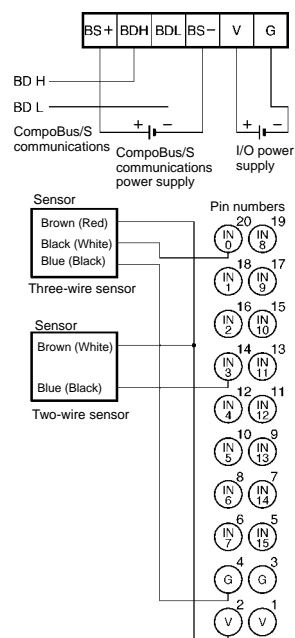 BS+ BDH BDL BS− V G
BD H
BD L
+ − + −
CompoBus/S
communications
CompoBus/S
communications
power supply
I/O power
supply
Sensor
Brown (Red)
Black (White)
Blue (Black)
Three-wire sensor
Sensor
Brown (White)
Blue (Black)
Two-wire sensor
Pin numbers
20 19
IN 0 IN 8
18 17
IN 1 IN 9
16 15
IN 2 IN 10
14 13
IN 3 IN 11
12 11
IN 4 IN 12
10 9
IN 5 IN 13
8 7
IN 6 IN 14
6 5
IN 7 IN 15
4 3
G G
2 1
V V